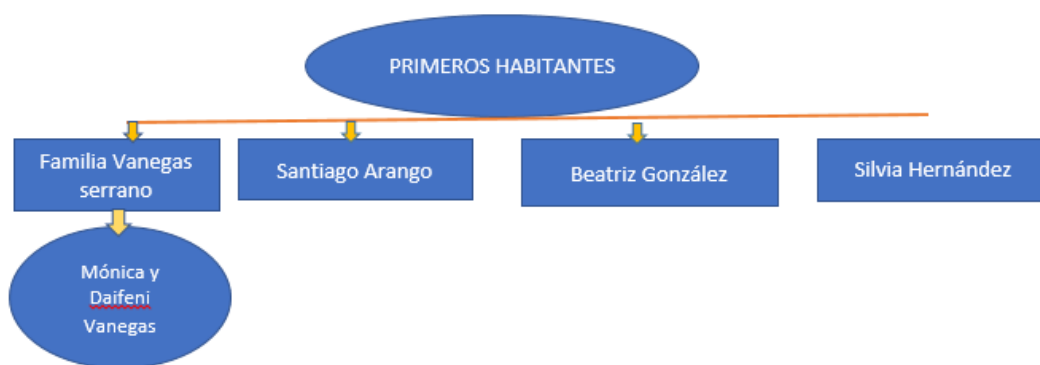 PRIMEROS HABITANTES
Familia Vanegas
serrano
Santiago Arango
Beatriz González
Silvia Hernández
Mónica y
Daifeni
Vanegas